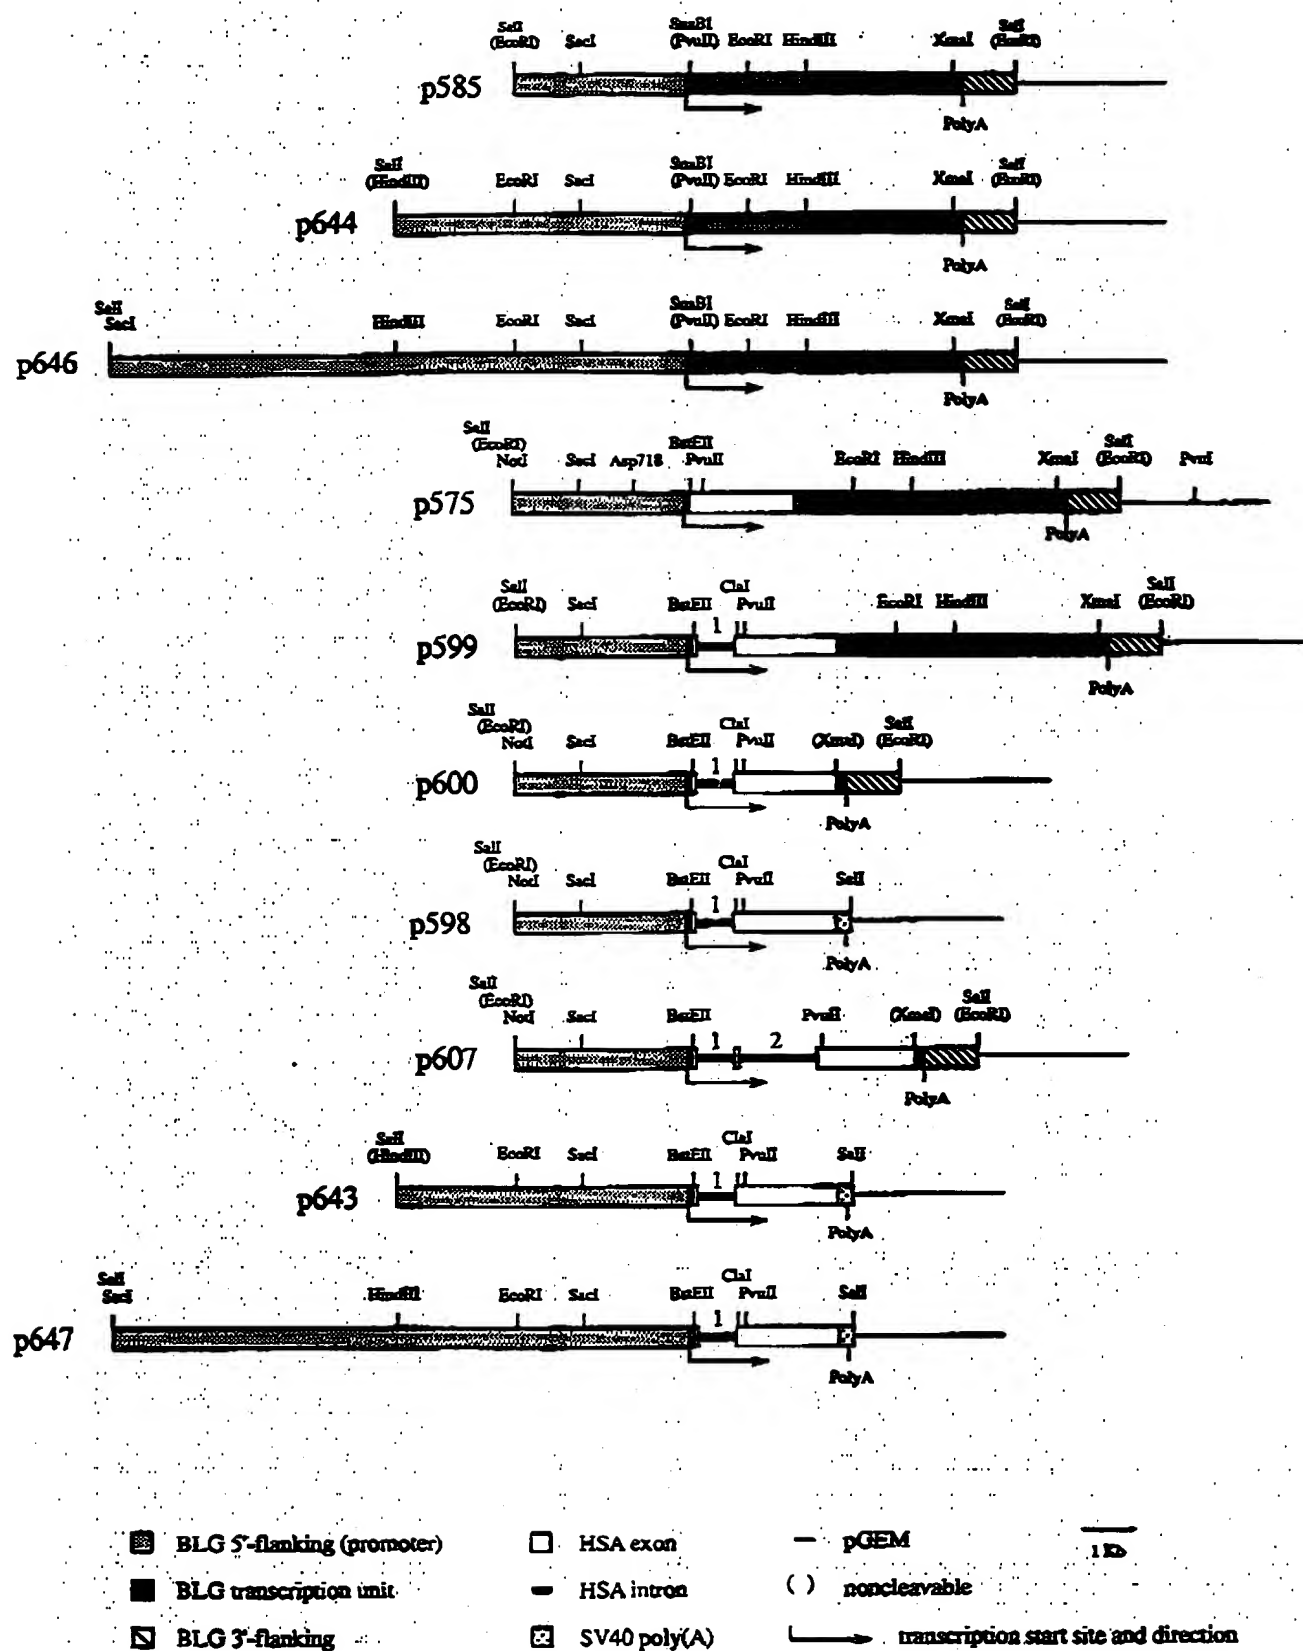 SalI SnaBI SalI
(EcoRI) SacI (PvuII) EcoRI HindIII XmaI (EcoRI)
p585
PolyA
SalI SnaBI SalI
(HindIII) EcoRI SacI (PvuII) EcoRI HindIII XmaI (EcoRI)
p644
PolyA
SalI SnaBI SalI
SacI HindIII EcoRI SacI (PvuII) EcoRI HindIII XmaI (EcoRI)
p646
PolyA
SalI BstEII SalI
(EcoRI)
NotI SacI Asp718 PvuII EcoRI HindIII XmaI (EcoRI) PvuI
p575
PolyA
SalI ClaI SalI
(EcoRI) SacI BstEII PvuII EcoRI HindIII XmaI (EcoRI)
1
p599
PolyA
SalI
(EcoRI) ClaI SalI
NotI SacI BstEII PvuII (XmaI) (EcoRI)
1
p600
PolyA
SalI
(EcoRI) ClaI
NotI SacI BstEII PvuII SalI
1
p598
PolyA
SalI
(EcoRI) SalI
NotI SacI BstEII PvuII (XmaI) (EcoRI)
1 2
p607
PolyA
SalI ClaI
(HindIII) EcoRI SacI BstEII PvuII SalI
1
p643
PolyA
SalI ClaI
SacI HindIII EcoRI SacI BstEII PvuII SalI
1
p647
PolyA
BLG 5'-flanking (promoter) HSA exon pGEM 1 Kb
BLG transcription unit HSA intron ( ) noncleavable
BLG 3'-flanking SV40 poly(A) transcription start site and direction